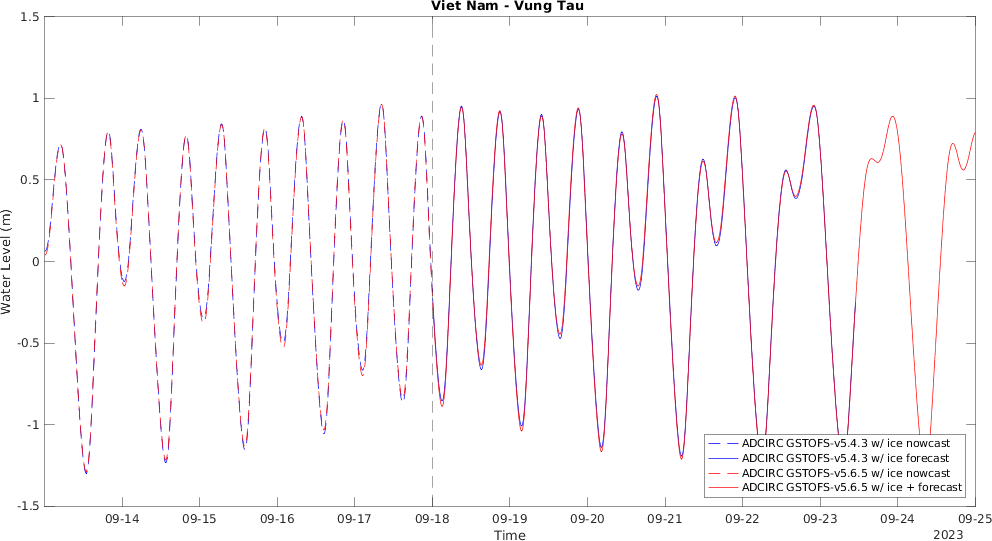 Viet Nam - Vung Tau
1.5
1
0.5
0
-0.5
-1
-1.5
Water Level (m)
09-14 09-15 09-16 09-17 09-18 09-19 09-20 09-21 09-22 09-23 09-24 09-25
Time
2023
ADCIRC GSTOFS-v5.4.3 w/ ice nowcast
ADCIRC GSTOFS-v5.4.3 w/ ice forecast
ADCIRC GSTOFS-v5.6.5 w/ ice nowcast
ADCIRC GSTOFS-v5.6.5 w/ ice + forecast